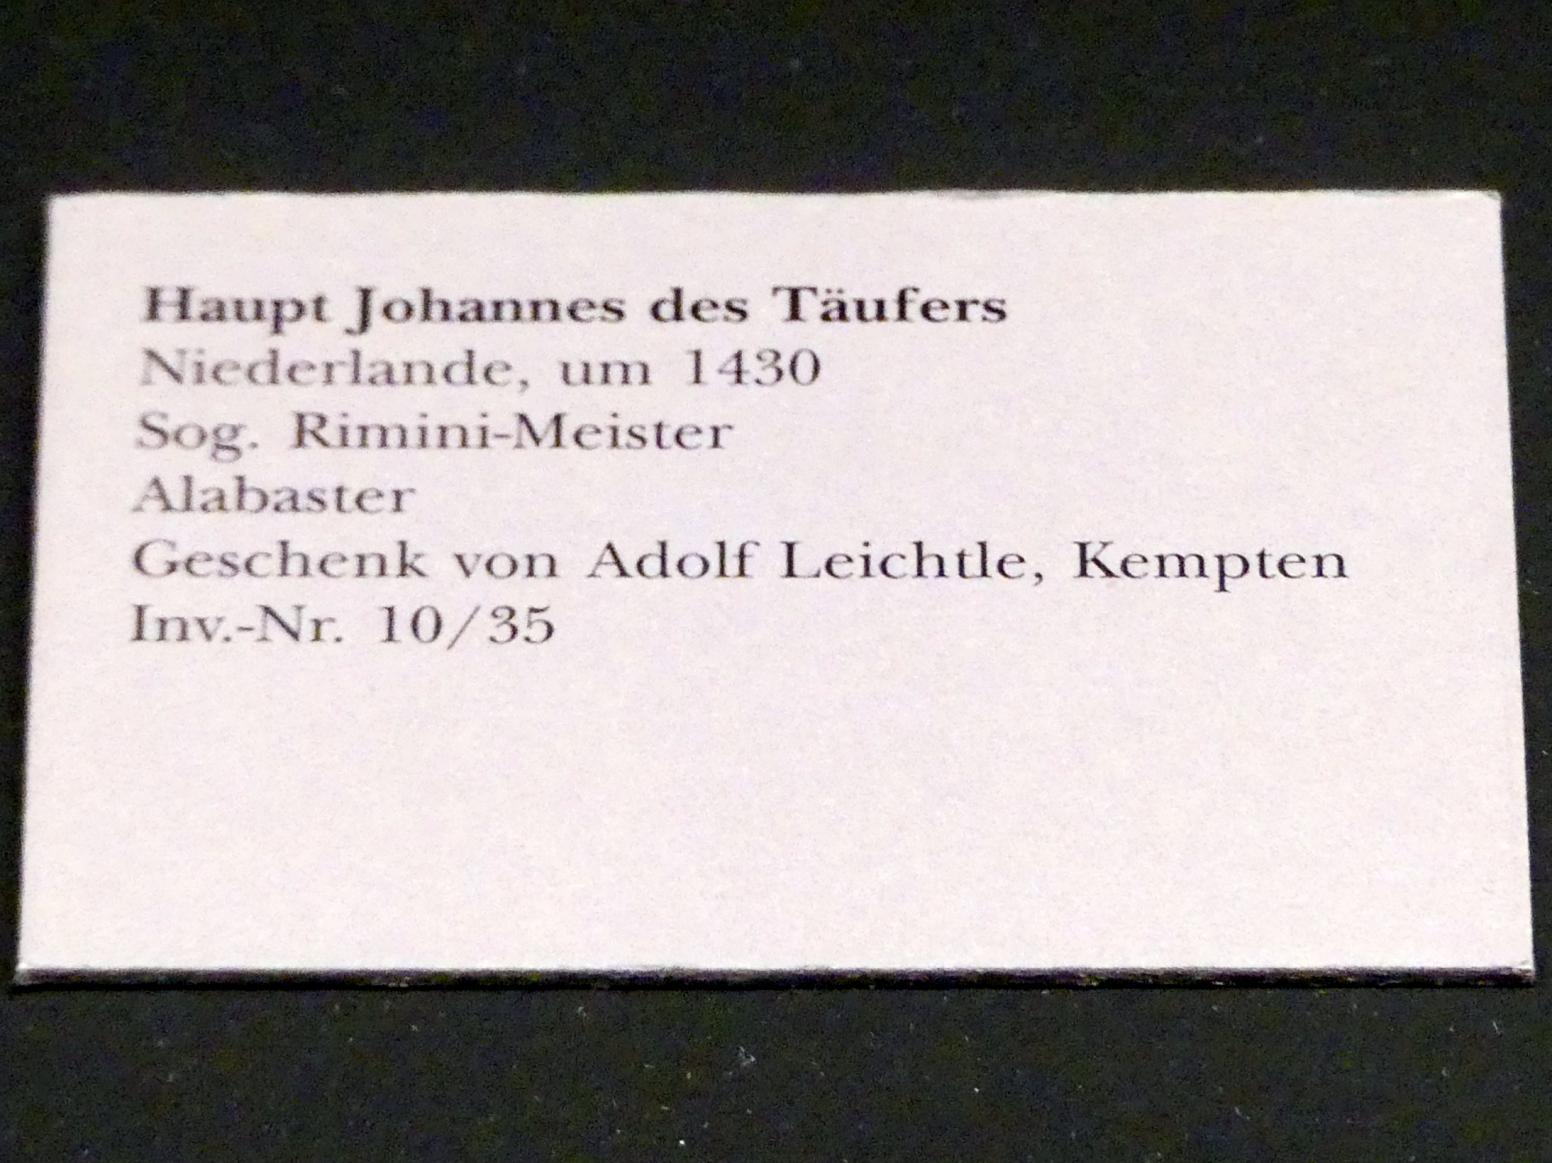 Haupt Johannes des Täufers
Niederlande, um 1430
Sog. Rimini-Meister
Alabaster
Geschenk von Adolf Leichtle, Kempten
Inv.-Nr. 10/35